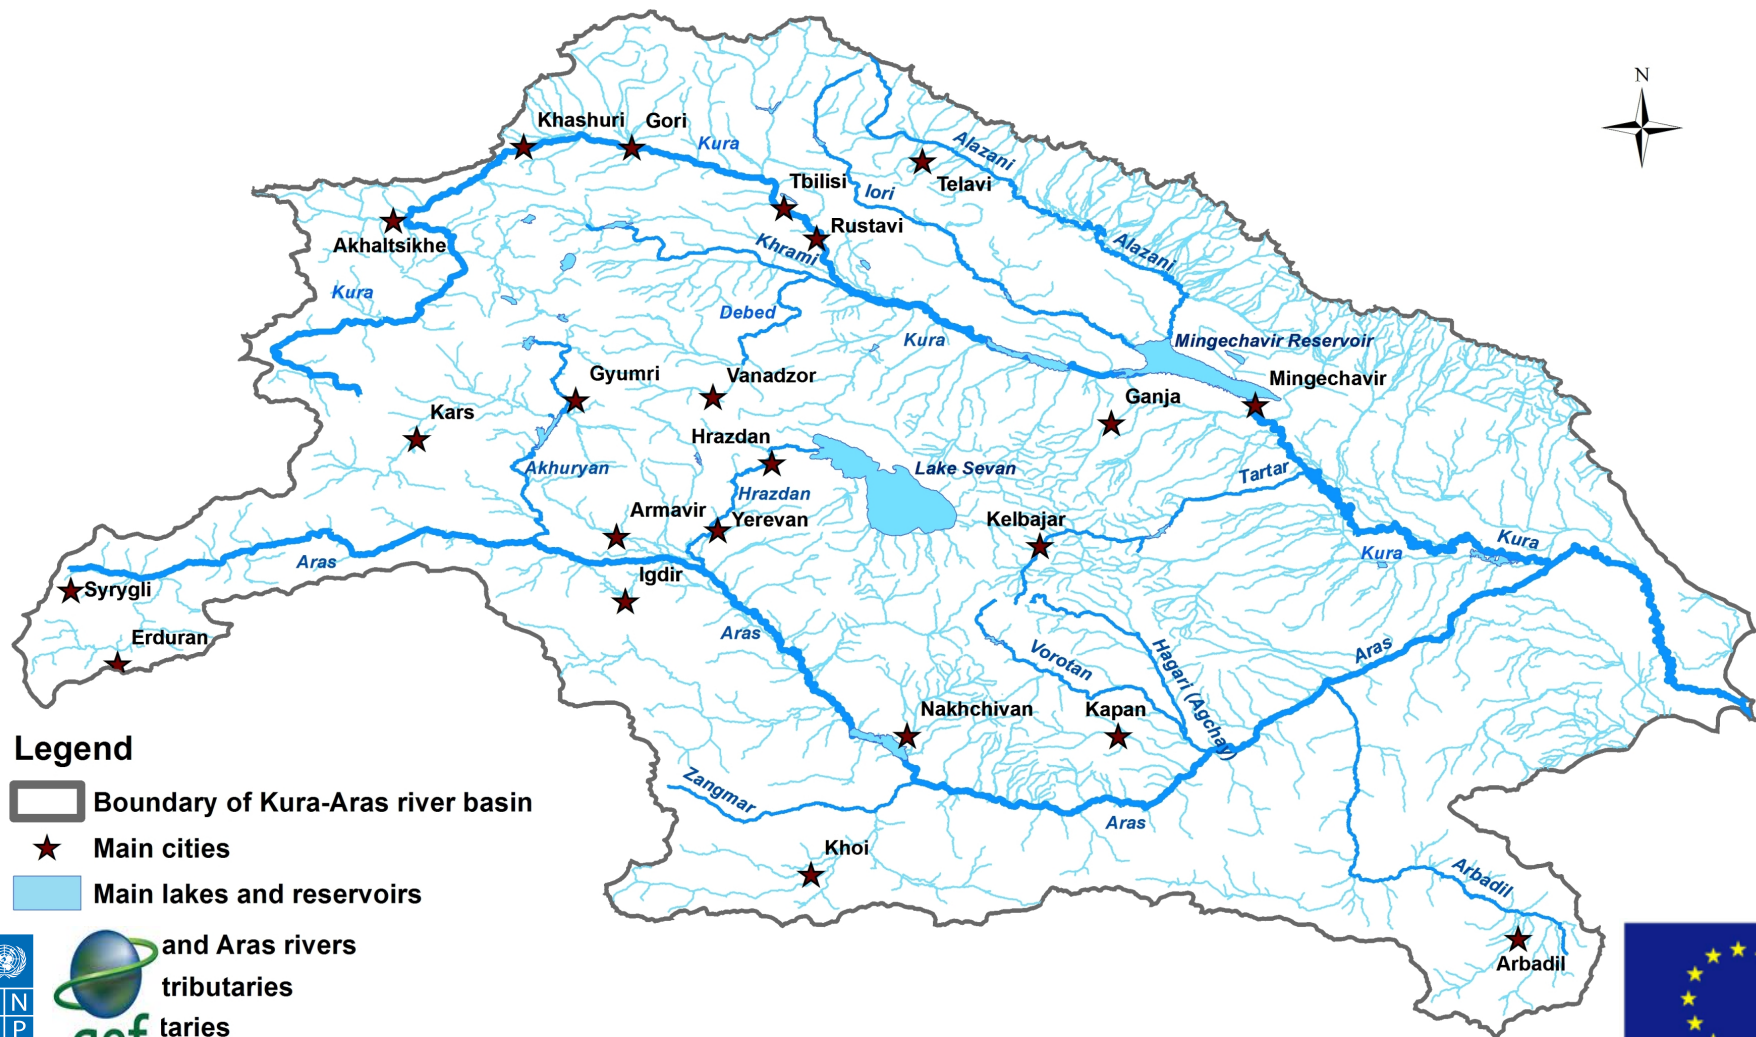 N
Khashuri
Gori
Kura
Alazani
Tbilisi
Iori
Telavi
Rustavi
Akhaltsikhe
Khrami
Alazani
Kura
Debed
Kura
Mingechavir Reservoir
Gyumri
Vanadzor
Mingechavir
Kars
Ganja
Hrazdan
Akhuryan
Lake Sevan
Tartar
Hrazdan
Armavir
Yerevan
Kelbajar
Kura
Kura
Aras
Igdir
Syrygli
Erduran
Aras
Vorotan
Hagari (Agchay)
Aras
Nakhchivan
Kapan
Zangmar
Aras
Khoi
Arbadil
Arbadil
Legend
Boundary of Kura-Aras river basin
Main cities
Main lakes and reservoirs
and Aras rivers
tributaries
taries
N
P
gef